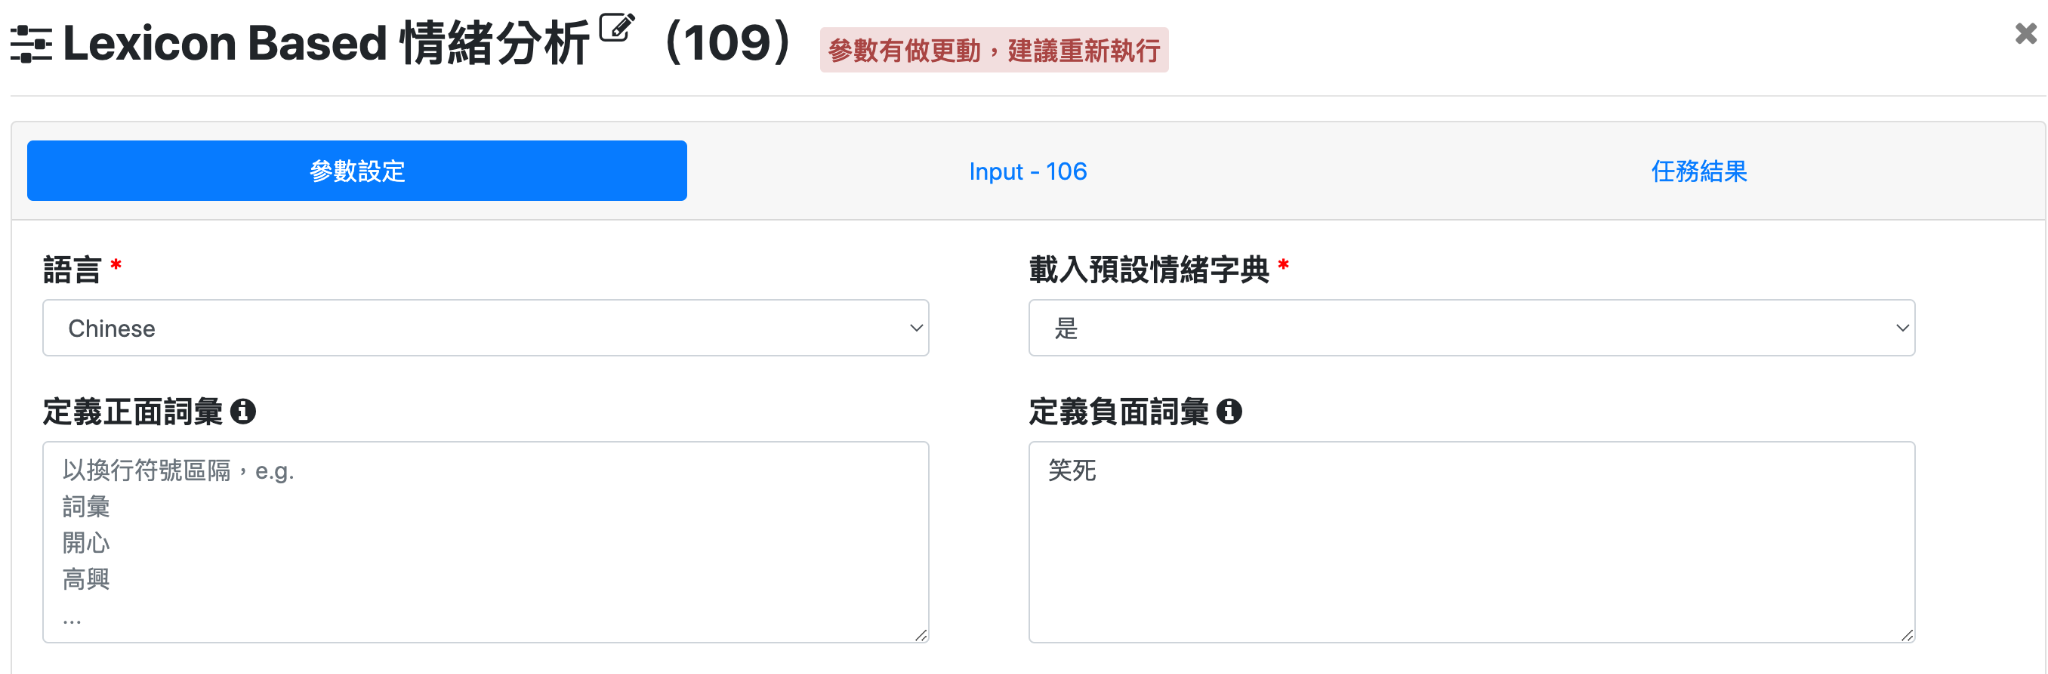 Lexicon Based 情緒分析 (109) 參數有做更動，建議重新執行
參數設定 Input - 106 任務結果
語言 * 載入預設情緒字典 *
Chinese 是
定義正面詞彙 定義負面詞彙
以換行符號區隔，e.g.
詞彙
開心
高興
...
笑死